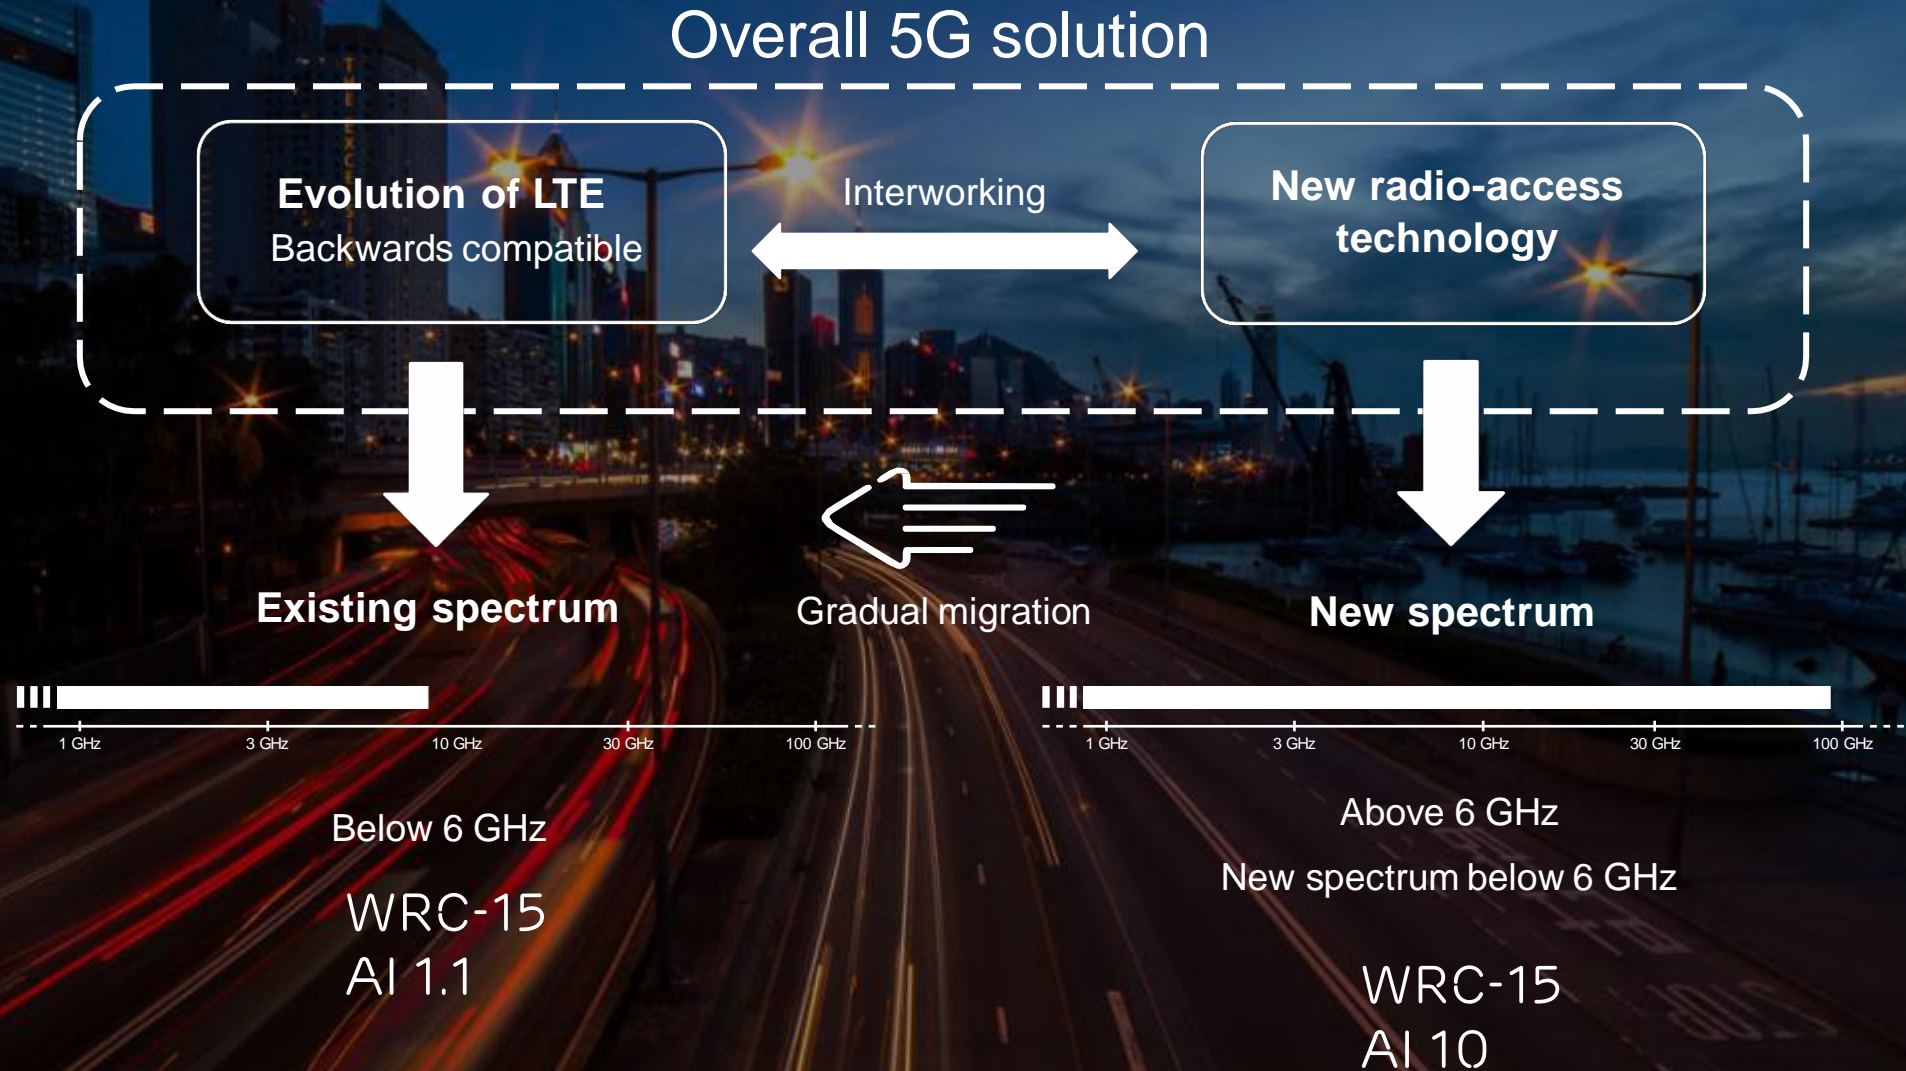 Overall 5G solution
Evolution of LTE
Backwards compatible
Interworking
New radio-access
technology
Existing spectrum
Gradual migration
New spectrum
1 GHz
3 GHz
10 GHz
30 GHz
100 GHz
1 GHz
3 GHz
10 GHz
30 GHz
100 GHz
Below 6 GHz
WRC-15
AI 1.1
Above 6 GHz
New spectrum below 6 GHz
WRC-15
AI 10